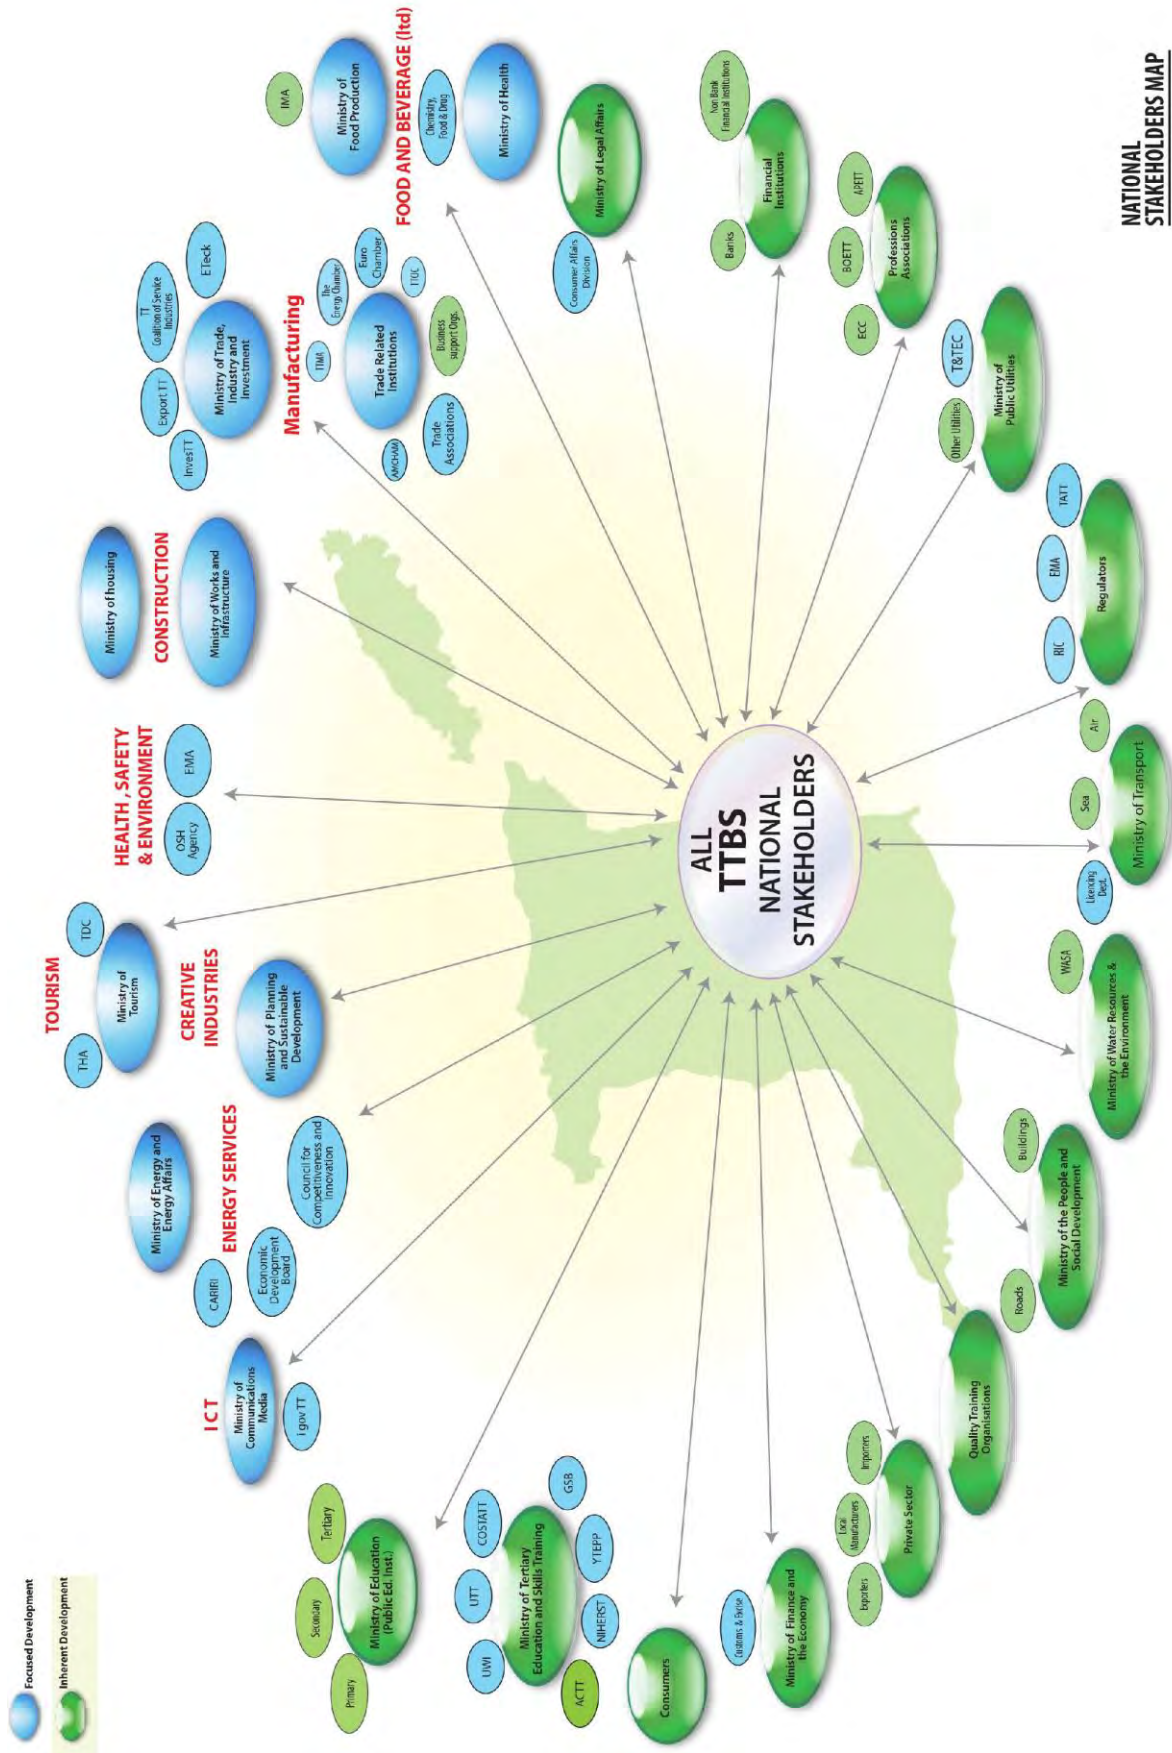 Focused Development
Inherent Development
ICT
Ministry of
Communications
Media
i gov TT
CARIRI
Economic
Development
Board
ENERGY SERVICES
Ministry of Energy and
Energy Affairs
Council for
Competitiveness and
Innovation
TOURISM
THA
TDC
Ministry of
Tourism
CREATIVE
INDUSTRIES
Ministry of Planning
and Sustainable
Development
HEALTH, SAFETY
& ENVIRONMENT
OSH
Agency
EMA
Ministry of housing
CONSTRUCTION
Ministry of Works and
Infrastructure
InvesTT
Export TT
TT
Coalition of Service
Industries
ETeck
Ministry of Trade,
Industry and
Investment
Manufacturing
TTMA
The
Energy Chamber
Euro
Chamber
TTCIC
Trade Related
Institutions
AMCHAM
Trade
Associations
Business
support Orgs.
IMA
Ministry of
Food Production
FOOD AND BEVERAGE (ltd)
Chemistry,
Food & Drug
Ministry of Health
Consumer Affairs
Division
Ministry of Legal Affairs
Banks
Non Bank
Financial Institutions
Financial
Institutions
ECC
BOETT
APETT
Professions
Associations
Other Utilities
T&TEC
Ministry of
Public Utilities
RIC
EMA
TATT
Regulators
Licencing
Dept.
Sea
Air
Ministry of Transport
WASA
Ministry of Water Resources &
the Environment
Roads
Buildings
Ministry of the People and
Social Development
Quality Training
Organisations
Exporters
Local
Manufacturers
Importers
Private Sector
Customs & Excise
Ministry of Finance and
the Economy
Consumers
UWI
UTT
COSTATT
GSB
Ministry of Tertiary
Education and Skills Training
ACTT
NIHERST
YTEPP
Primary
Secondary
Tertiary
Ministry of Education
(Public Ed. Inst.)
ALL
TTBS
NATIONAL
STAKEHOLDERS
NATIONAL
STAKEHOLDERS MAP